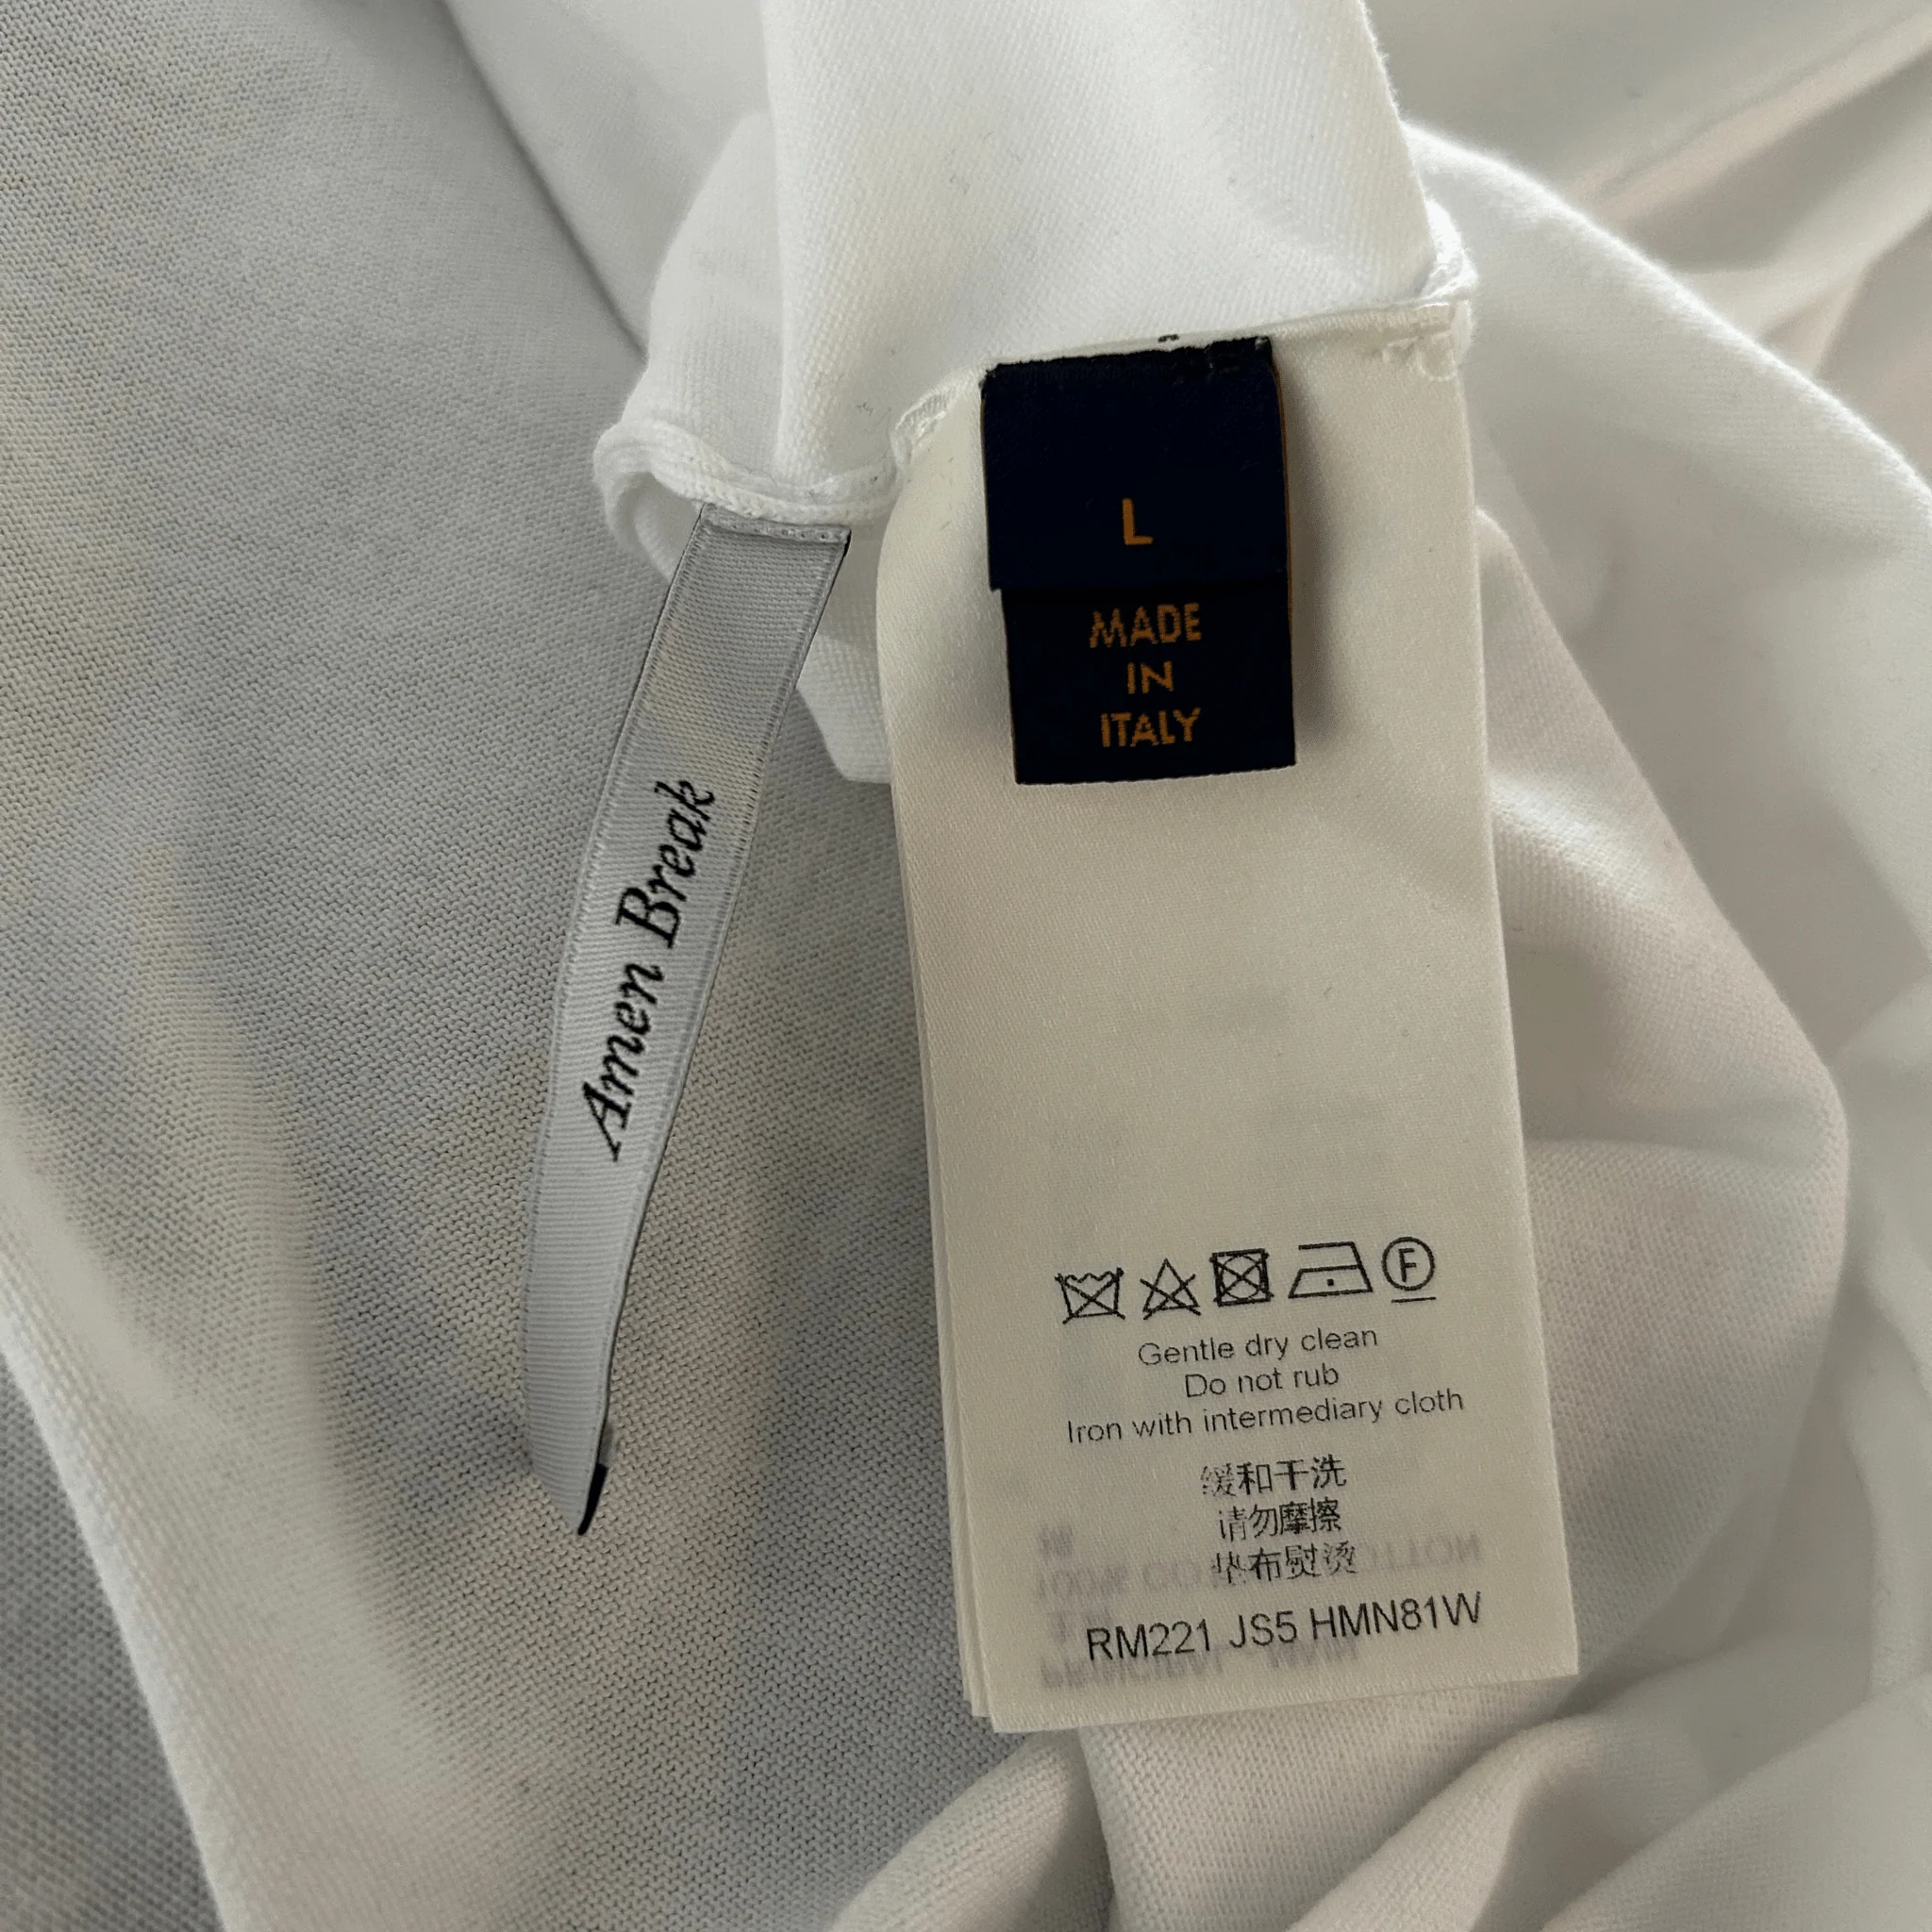 Amen Break
L
MADE
IN
ITALY
F
Gentle dry clean
Do not rub
Iron with intermediary cloth
缓和干洗
请勿摩擦
垫布熨烫
RM221 JS5 HMN81W